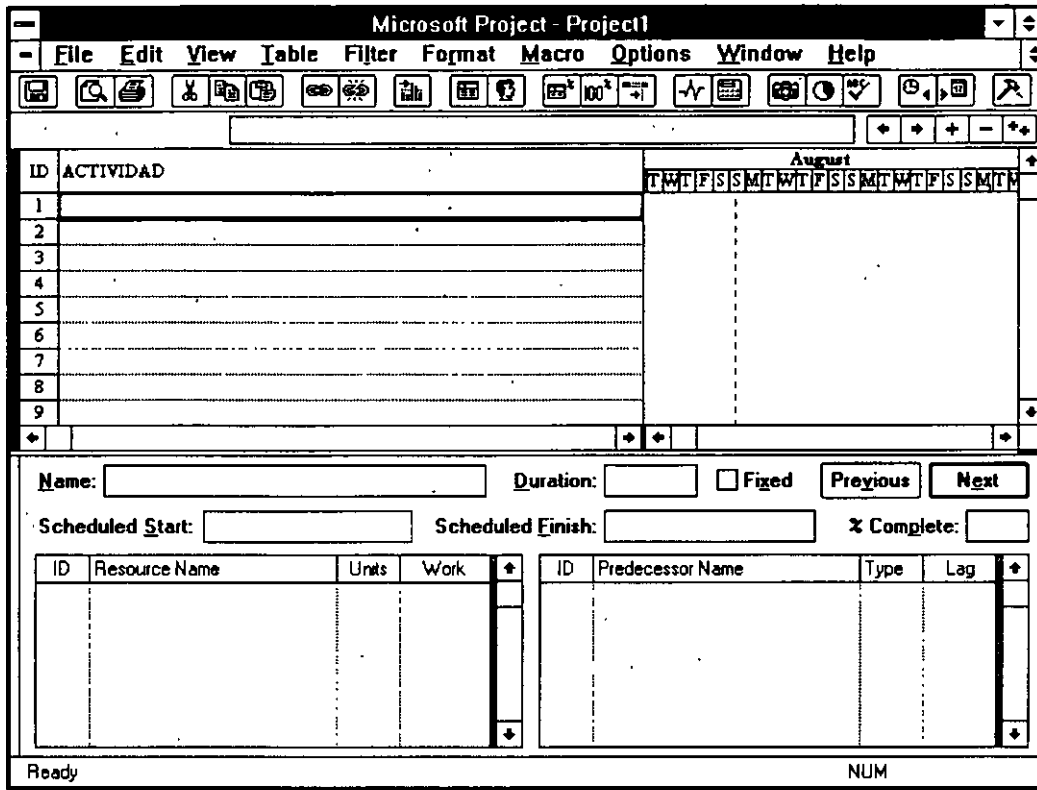 Microsoft Project - Project1
File Edit View Table Filter Format Macro Options Window Help
August
ID ACTIVIDAD
T W T F S S M T W T F S S M T W T F S S M T W
1
2
3
4
5
6
7
8
9
Name: Duration: Fixed Previous Next
Scheduled Start: Scheduled Finish: % Complete:
ID Resource Name Units Work ID Predecessor Name Type Lag
Ready NUM